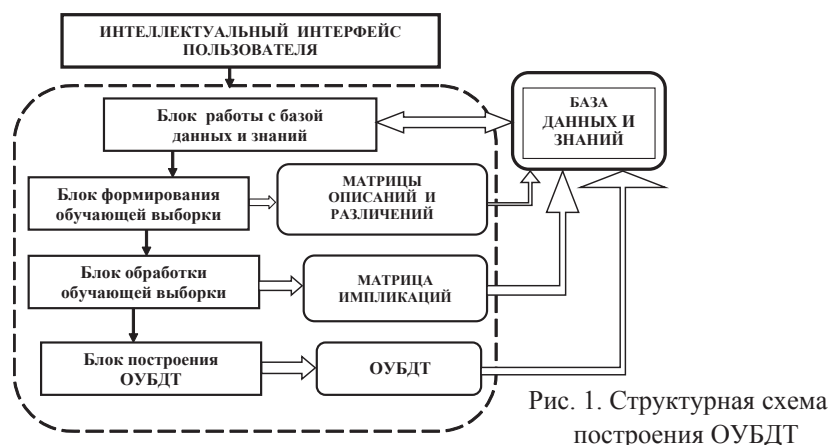 ИНТЕЛЛЕКТУАЛЬНЫЙ ИНТЕРФЕЙС
ПОЛЬЗОВАТЕЛЯ
Блок работы с базой
данных и знаний
БАЗА
ДАННЫХ И
ЗНАНИЙ
Блок формирования
обучающей выборки
МАТРИЦЫ
ОПИСАНИЙ И
РАЗЛИЧЕНИЙ
Блок обработки
обучающей выборки
МАТРИЦА
ИМПЛИКАЦИЙ
Блок построения
ОУБДТ
ОУБДТ
Рис. 1. Структурная схема
построения ОУБДТ